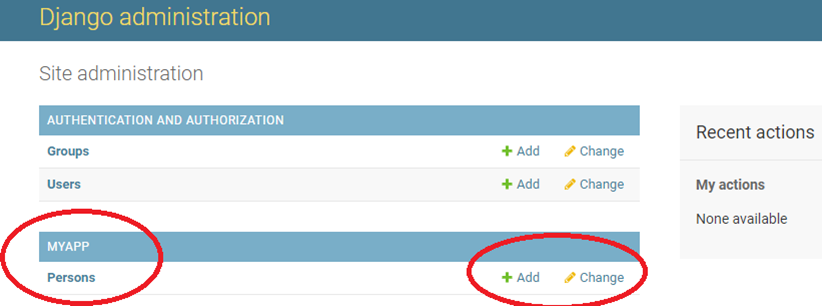 Django administration
Site administration
AUTHENTICATION AND AUTHORIZATION
Groups Add Change
Users Add Change
MYAPP
Persons Add Change
Recent actions
My actions
None available